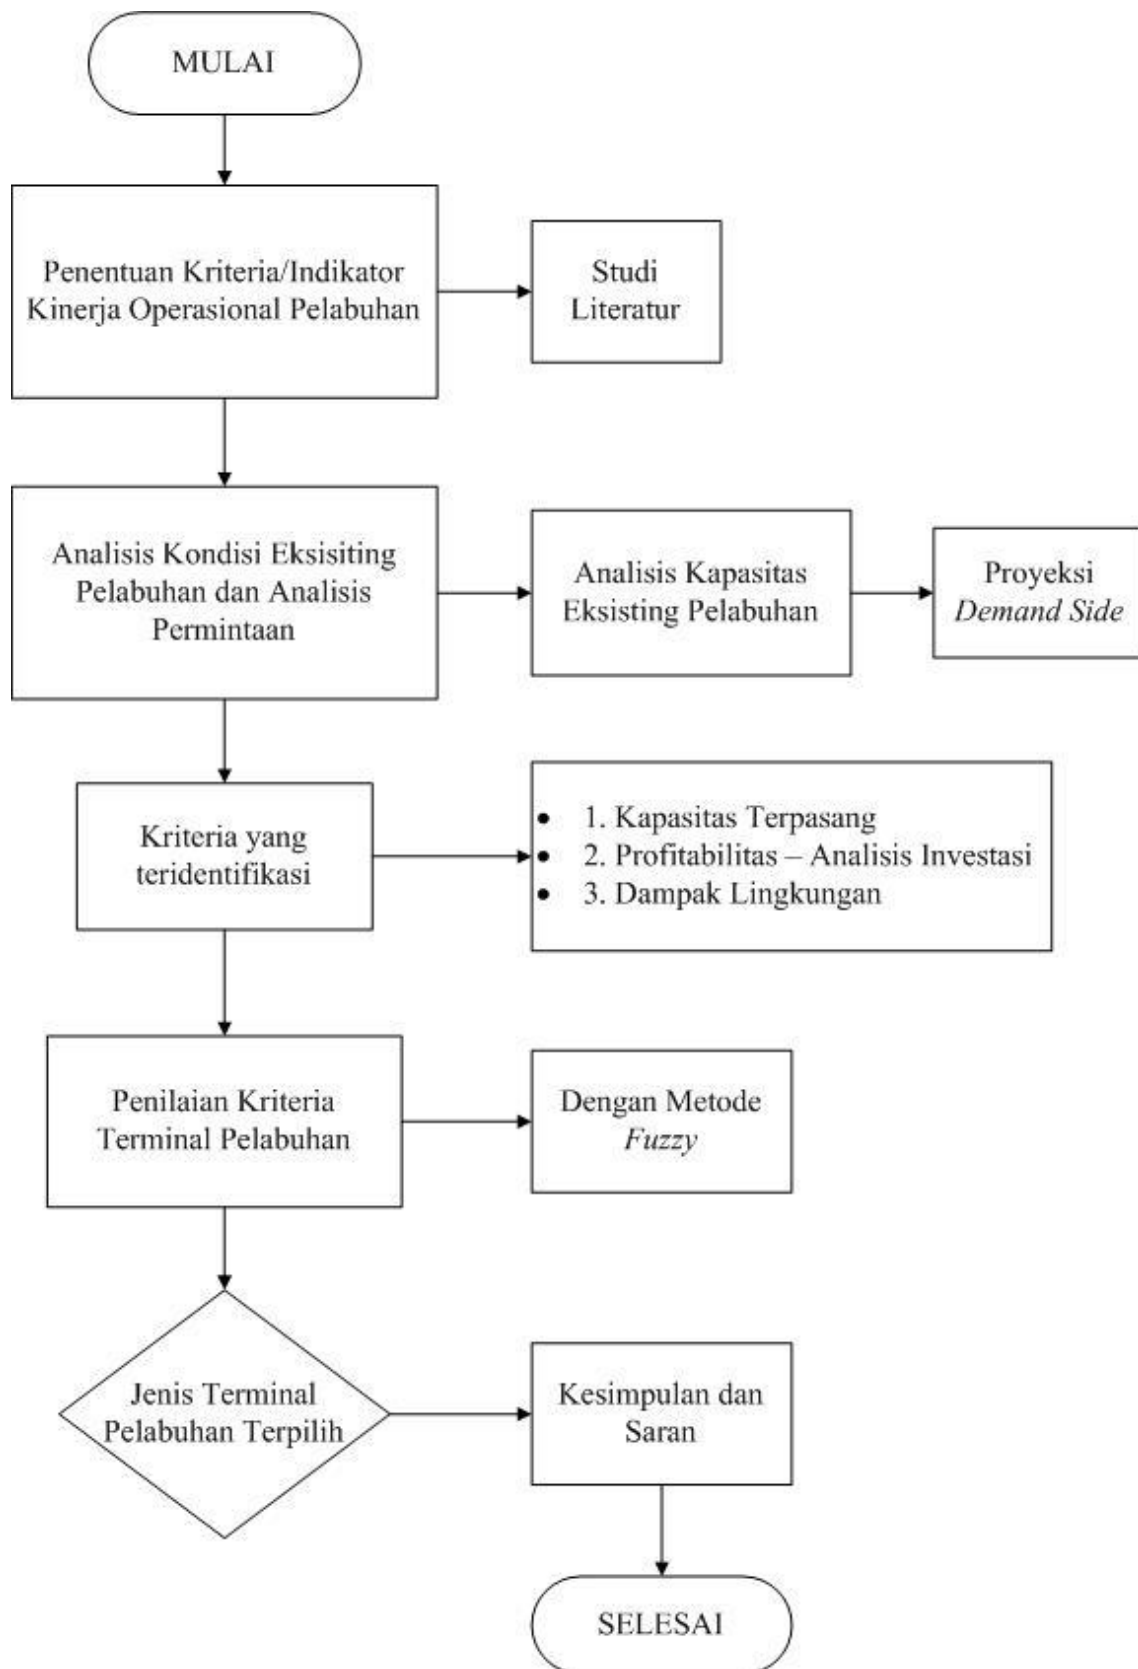 MULAI
Penentuan Kriteria/Indikator
Kinerja Operasional Pelabuhan
Studi
Literatur
Analisis Kondisi Eksisiting
Pelabuhan dan Analisis
Permintaan
Analisis Kapasitas
Eksisting Pelabuhan
Proyeksi
Demand Side
Kriteria yang
teridentifikasi
• 1. Kapasitas Terpasang
• 2. Profitabilitas – Analisis Investasi
• 3. Dampak Lingkungan
Penilaian Kriteria
Terminal Pelabuhan
Dengan Metode
Fuzzy
Jenis Terminal
Pelabuhan Terpilih
Kesimpulan dan
Saran
SELESAI